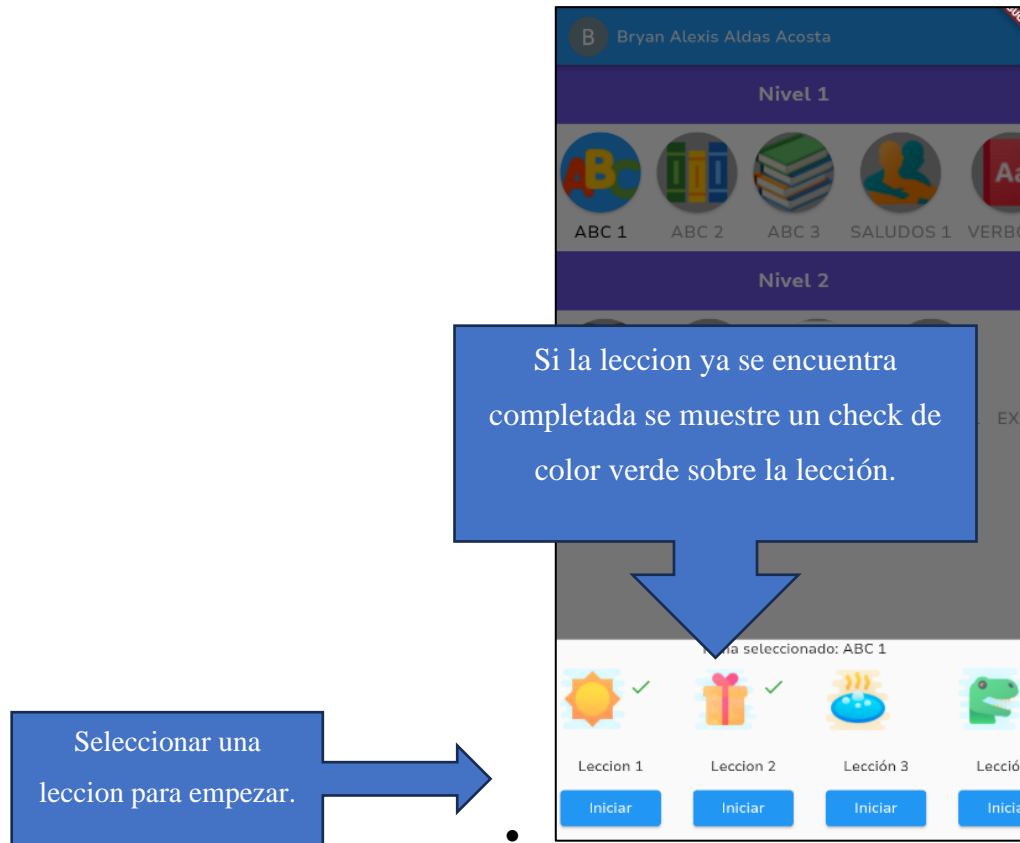 B Bryan Alexis Aldas Acosta
Nivel 1
ABC
ABC 1 ABC 2 ABC 3 SALUDOS 1
Nivel 2
Si la leccion ya se encuentra
completada se muestre un check de
color verde sobre la lección.
seleccionado: ABC 1
Leccion 1 Leccion 2 Lección 3
Iniciar Iniciar Iniciar
Seleccionar una
leccion para empezar.